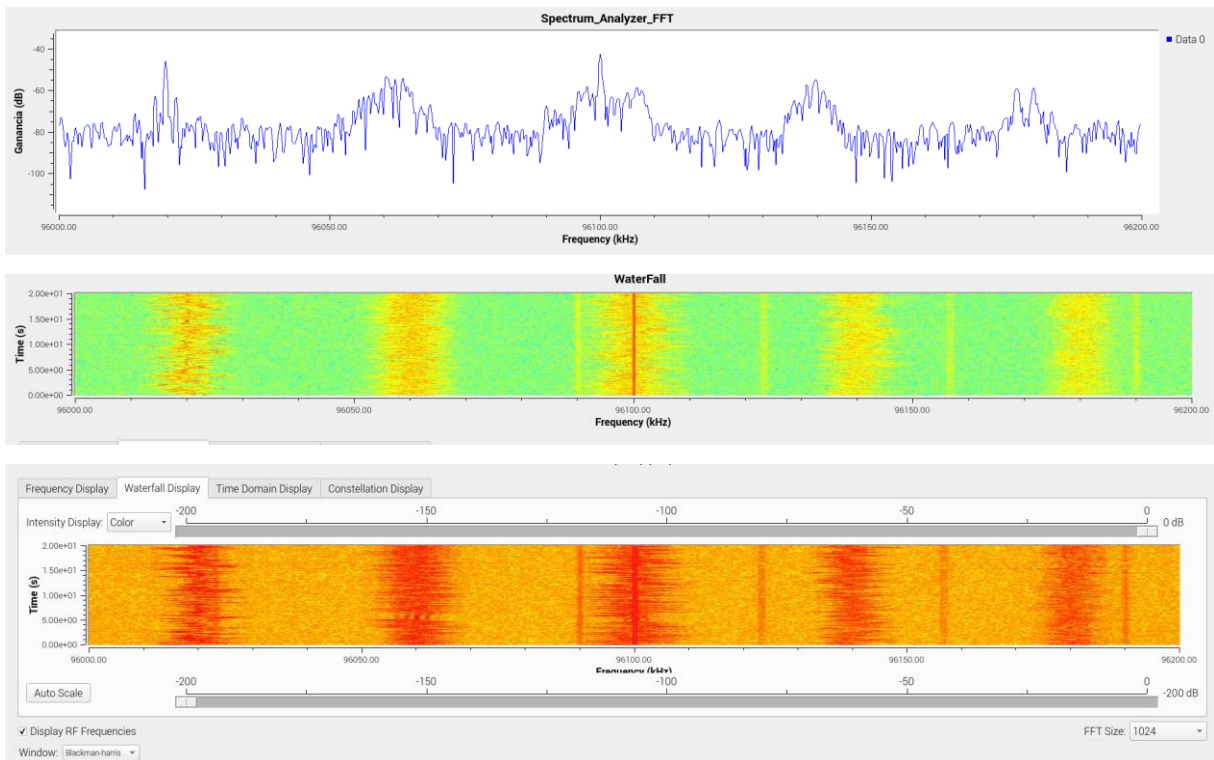 Spectrum_Analyzer_FFT
Data 0
-40
-60
-80
-100
Ganancia (dB)
96000.00 96050.00 96100.00 96150.00 96200.00
Frequency (kHz)
WaterFall
2.00e+01
1.50e+01
1.00e+01
5.00e+00
0.00e+00
Time (s)
96000.00 96050.00 96100.00 96150.00 96200.00
Frequency (kHz)
Frequency Display Waterfall Display Time Domain Display Constellation Display
-200 -150 -100 -50 0
Intensity Display: Color 0 dB
2.00e+01
1.50e+01
1.00e+01
5.00e+00
0.00e+00
Time (s)
96000.00 96050.00 96100.00 96150.00 96200.00
Frequency (kHz)
-200 -150 -100 -50 0
Auto Scale -200 dB
Display RF Frequencies FFT Size: 1024
Window: Blackman-harris